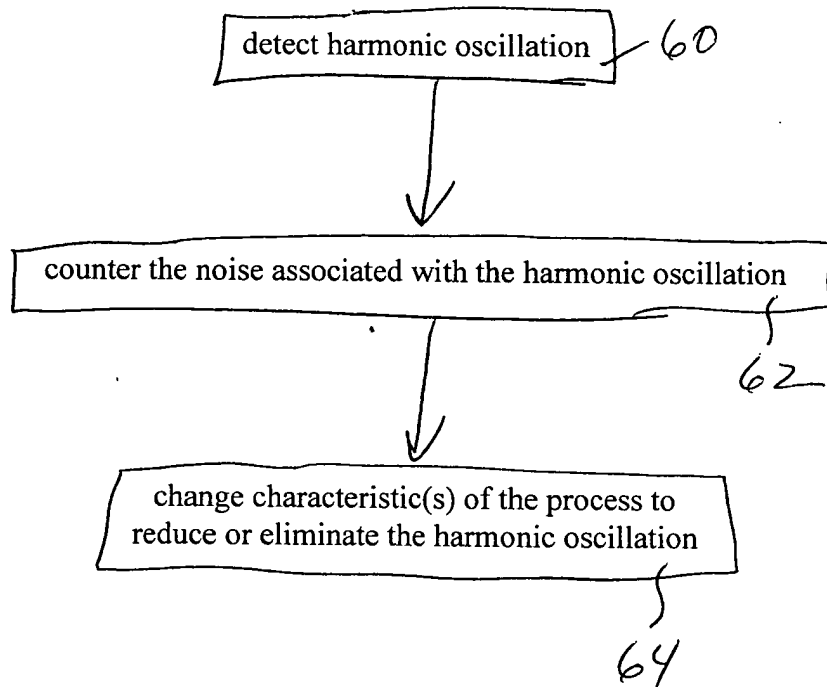 detect harmonic oscillation
60
counter the noise associated with the harmonic oscillation
62
change characteristic(s) of the process to
reduce or eliminate the harmonic oscillation
64